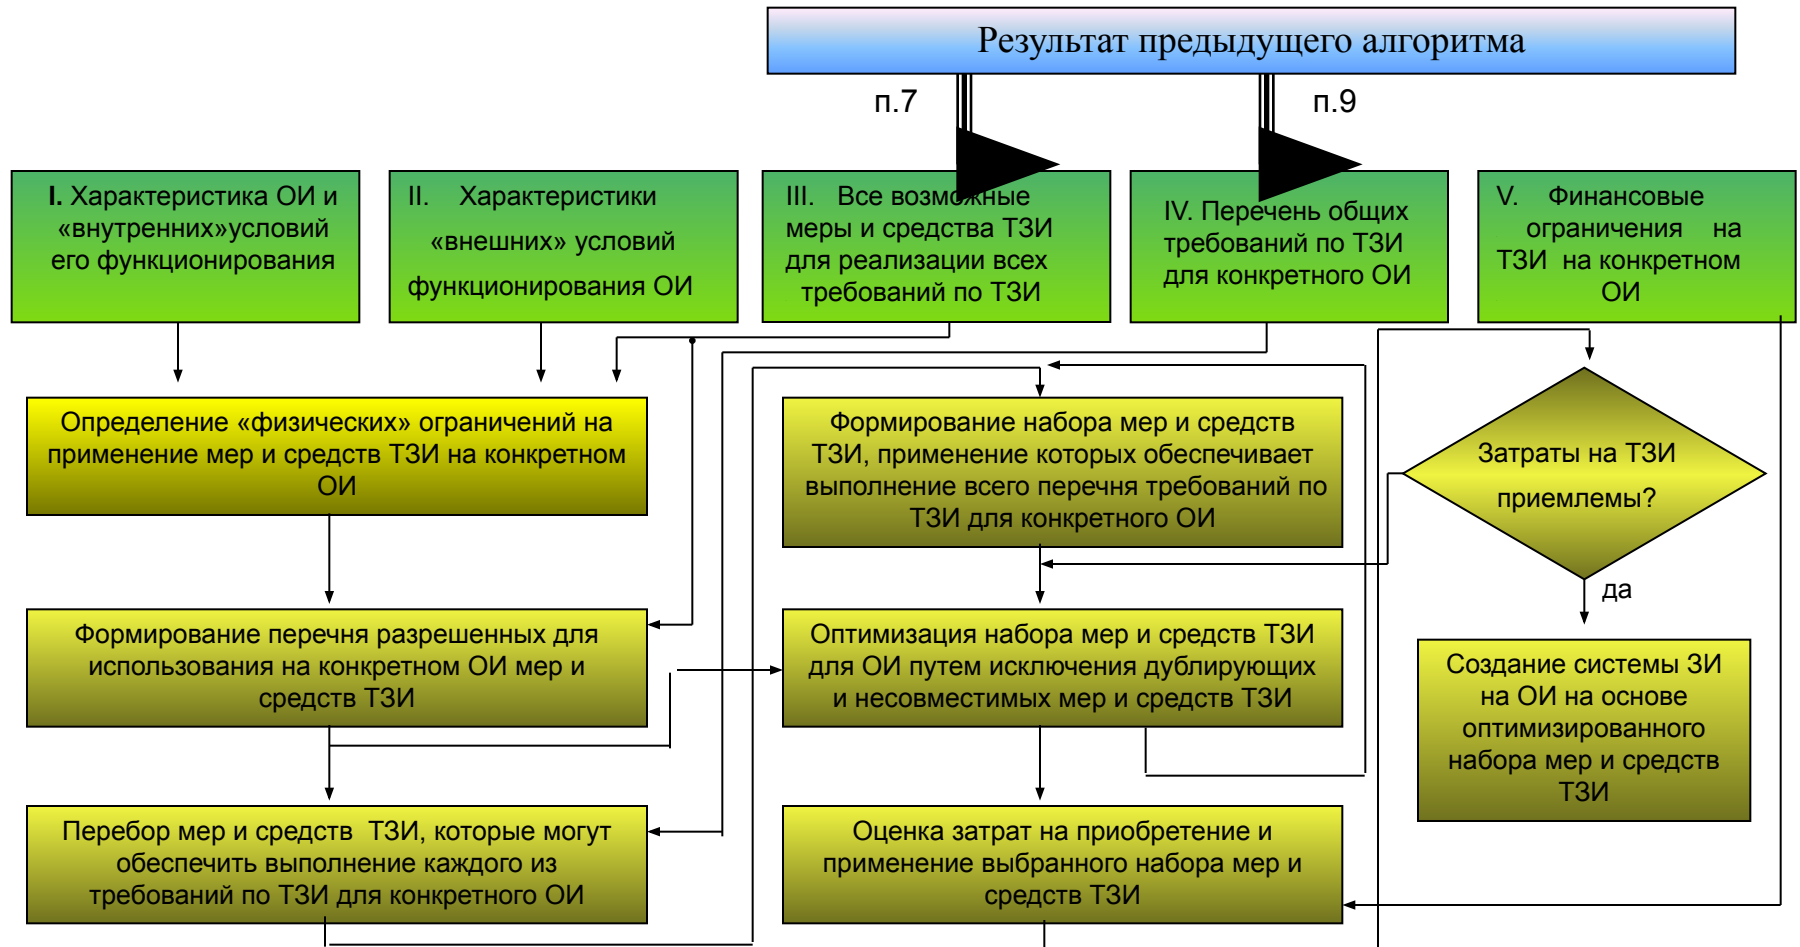 Результат предыдущего алгоритма
п.7
п.9
I. Характеристика ОИ и
«внутренних»условий
его функционирования
II. Характеристики
«внешних» условий
функционирования ОИ
III. Все возможные
меры и средства ТЗИ
для реализации всех
требований по ТЗИ
IV. Перечень общих
требований по ТЗИ
для конкретного ОИ
V. Финансовые
ограничения на
ТЗИ на конкретном
ОИ
Определение «физических» ограничений на
применение мер и средств ТЗИ на конкретном
ОИ
Формирование набора мер и средств
ТЗИ, применение которых обеспечивает
выполнение всего перечня требований по
ТЗИ для конкретного ОИ
Затраты на ТЗИ
приемлемы?
да
Формирование перечня разрешенных для
использования на конкретном ОИ мер и
средств ТЗИ
Оптимизация набора мер и средств ТЗИ
для ОИ путем исключения дублирующих
и несовместимых мер и средств ТЗИ
Создание системы ЗИ
на ОИ на основе
оптимизированного
набора мер и средств
ТЗИ
Перебор мер и средств ТЗИ, которые могут
обеспечить выполнение каждого из
требований по ТЗИ для конкретного ОИ
Оценка затрат на приобретение и
применение выбранного набора мер и
средств ТЗИ